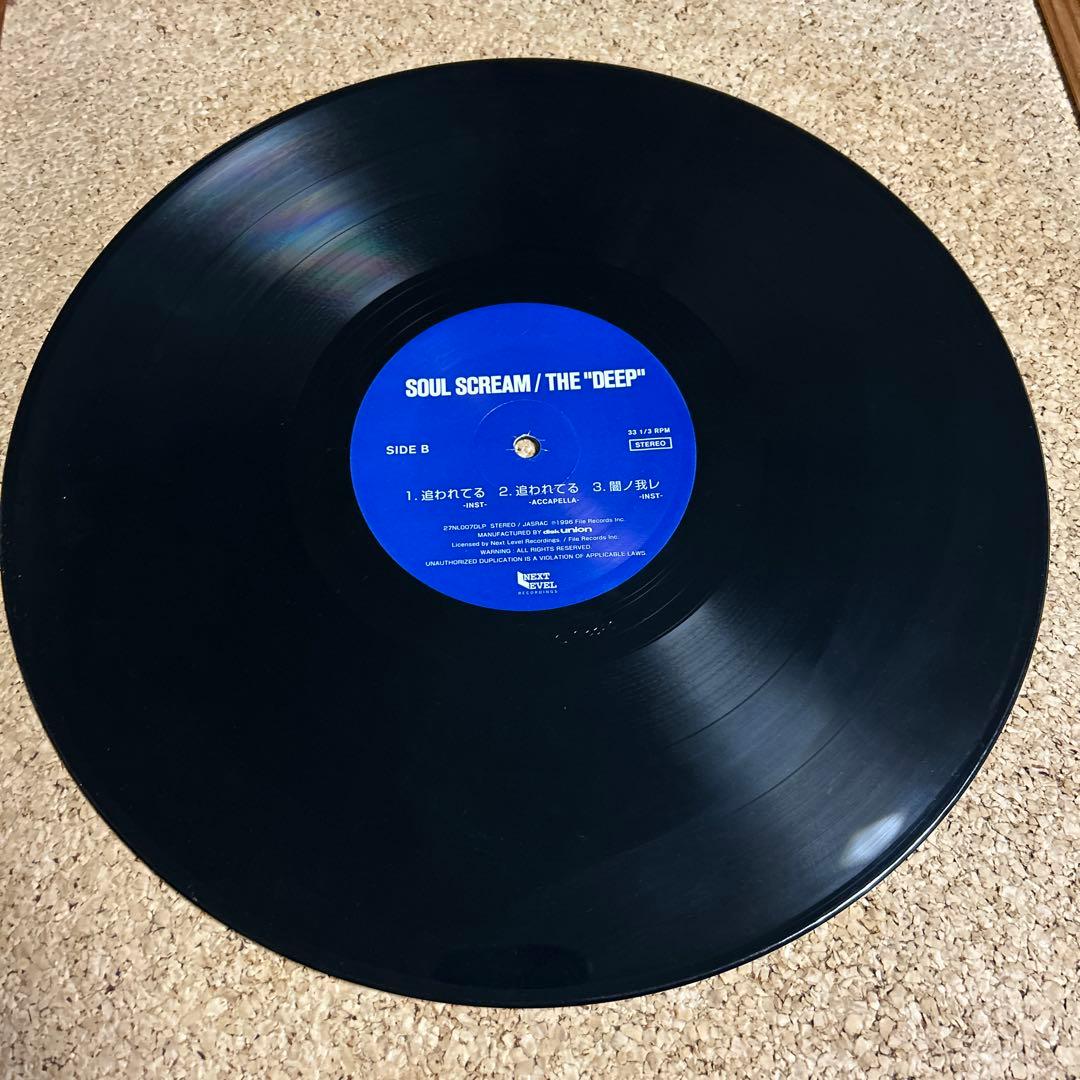 SOUL SCREAM / THE "DEEP"
33 1/3 RPM
SIDE B
STEREO
1. 追われてる 2. 追われてる 3. 闇ノ我レ
-INST- -ACCAPELLA- -INST-
27NL007DLP STEREO / JASRAC ℗1996 File Records Inc.
MANUFACTURED BY disk union
Licensed by Next Level Recordings. / File Records Inc.
WARNING : ALL RIGHTS RESERVED.
UNAUTHORIZED DUPLICATION IS A VIOLATION OF APPLICABLE LAWS.
NEXT
LEVEL
RECORDINGS